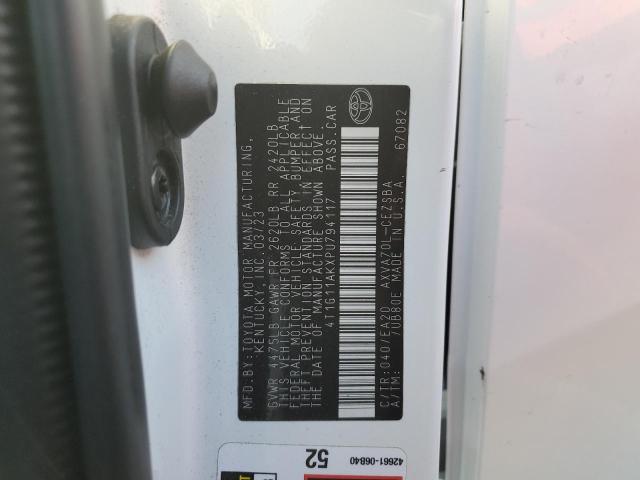 MFD.BY:TOYOTA MOTOR MANUFACTURING,
KENTUCKY, INC. 03/23
GVWR 4475LB GAWR FR 2620LB RR 2420LB
THIS VEHICLE CONFORMS TO ALL APPLICABLE
FEDERAL MOTOR VEHICLE SAFETY, BUMPER, AND
THEFT PREVENTION STANDARDS IN EFFECT ON
THE DATE OF MANUFACTURE SHOWN ABOVE.
4T1G11AKXPU794117 PASS.CAR
C/TR:040/EA20 AXVA70L-CEZSBA
A/TM: /UB80E MADE IN U.S.A. 67082
42661-06840
52